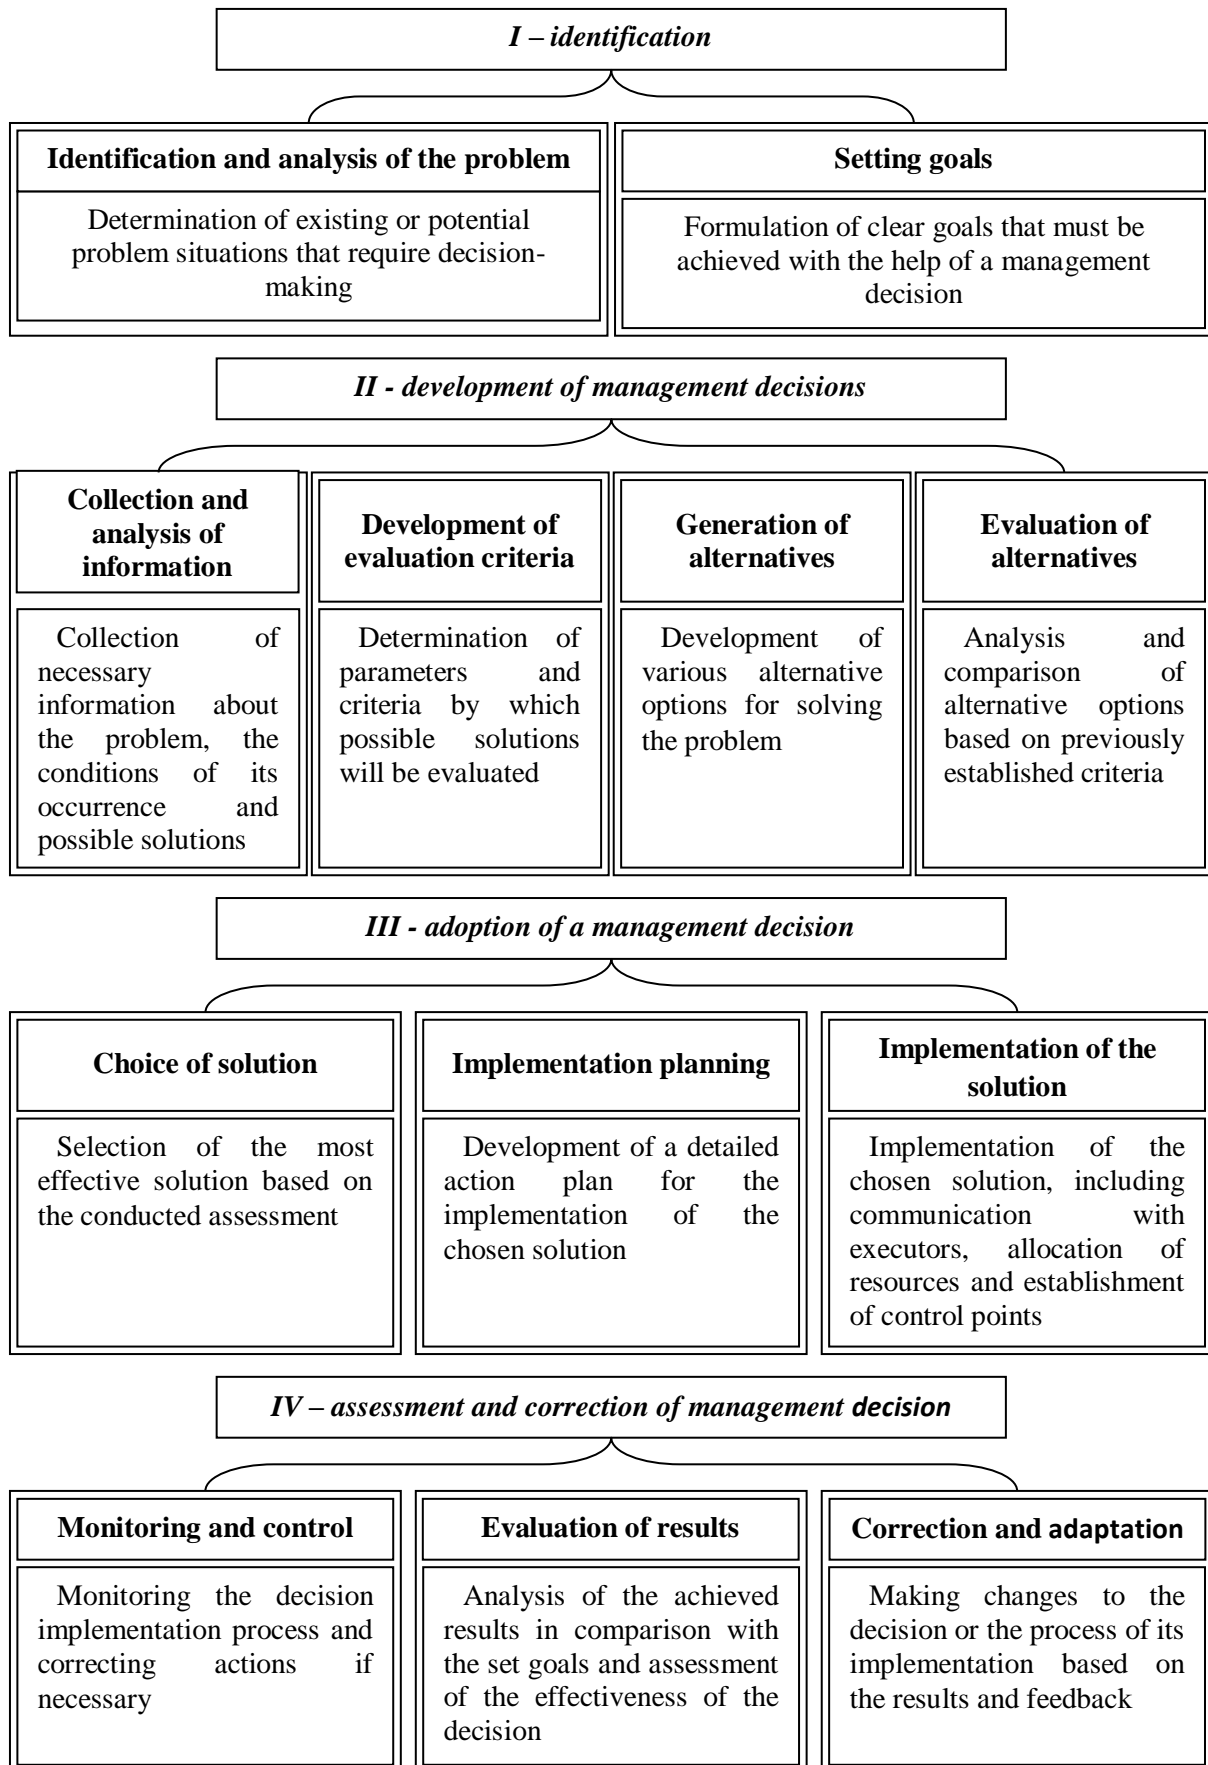 I – identification
Identification and analysis of the problem
Determination of existing or potential
problem situations that require decision-
making
Setting goals
Formulation of clear goals that must be
achieved with the help of a management
decision
II - development of management decisions
Collection and
analysis of
information
Collection of
necessary
information about
the problem, the
conditions of its
occurrence and
possible solutions
Development of
evaluation criteria
Determination of
parameters and
criteria by which
possible solutions
will be evaluated
Generation of
alternatives
Development of
various alternative
options for solving
the problem
Evaluation of
alternatives
Analysis and
comparison of
alternative options
based on previously
established criteria
III - adoption of a management decision
Choice of solution
Selection of the most
effective solution based on
the conducted assessment
Implementation planning
Development of a detailed
action plan for the
implementation of the
chosen solution
Implementation of the
solution
Implementation of the
chosen solution, including
communication with
executors, allocation of
resources and establishment
of control points
IV – assessment and correction of management decision
Monitoring and control
Monitoring the decision
implementation process and
correcting actions if
necessary
Evaluation of results
Analysis of the achieved
results in comparison with
the set goals and assessment
of the effectiveness of the
decision
Correction and adaptation
Making changes to the
decision or the process of its
implementation based on
the results and feedback